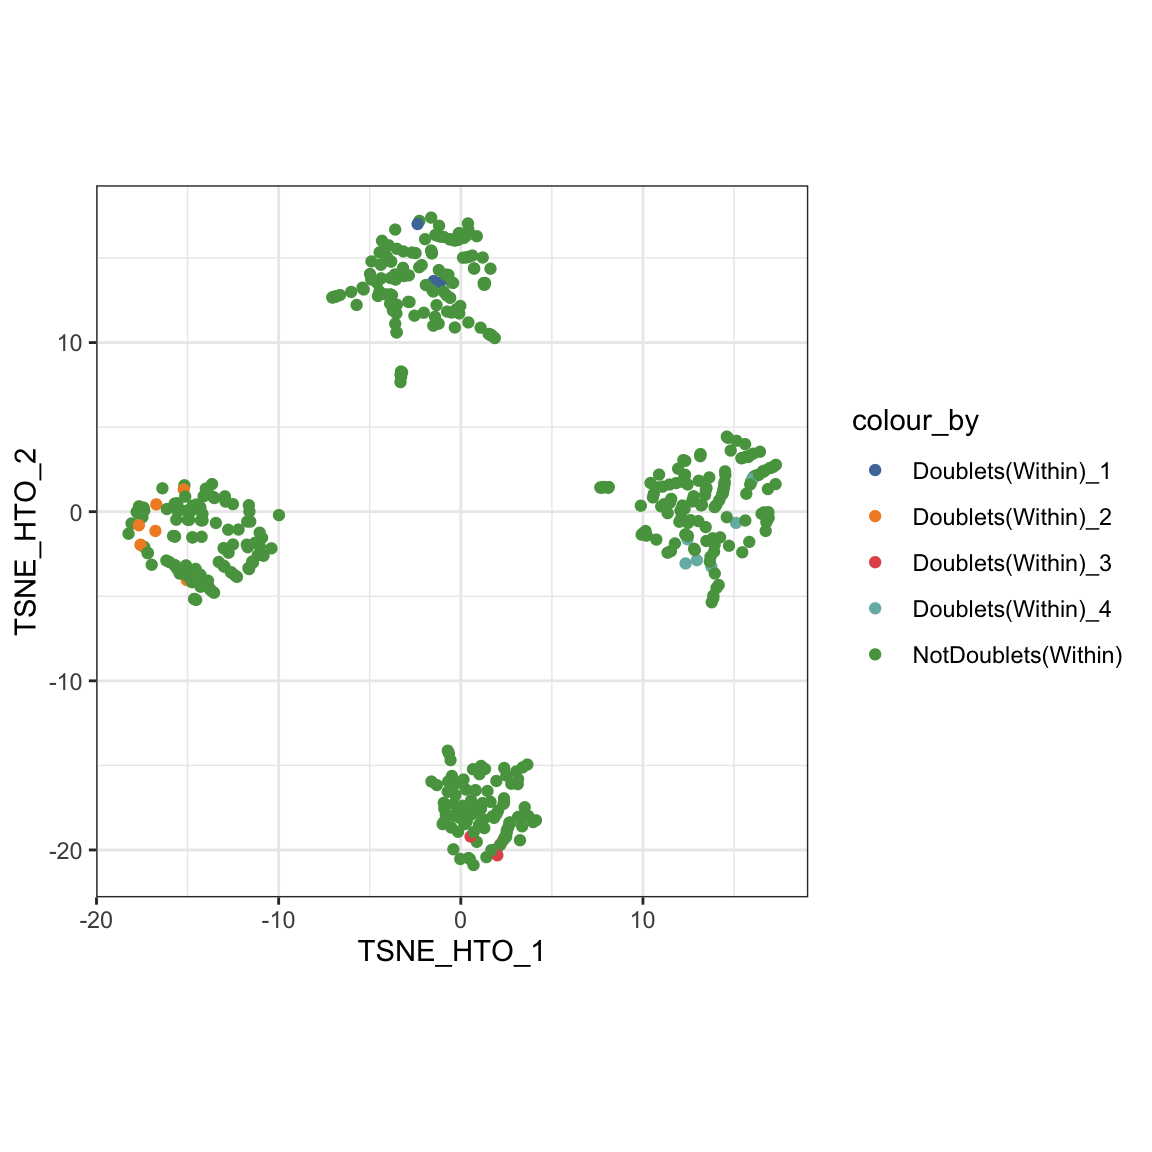 TSNE_HTO_2
10
0
-10
-20
-20
-10
0
10
TSNE_HTO_1
colour_by
Doublets(Within)_1
Doublets(Within)_2
Doublets(Within)_3
Doublets(Within)_4
NotDoublets(Within)